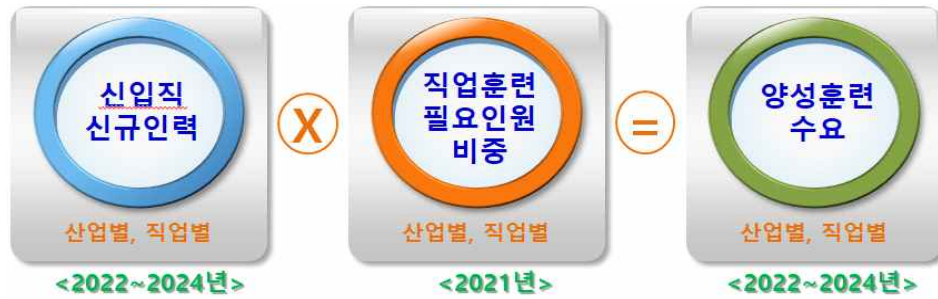 신입직
신규인력
산업별, 직업별
<2022~2024년>
X
직업훈련
필요인원
비중
산업별, 직업별
<2021년>
=
양성훈련
수요
산업별, 직업별
<2022~2024년>